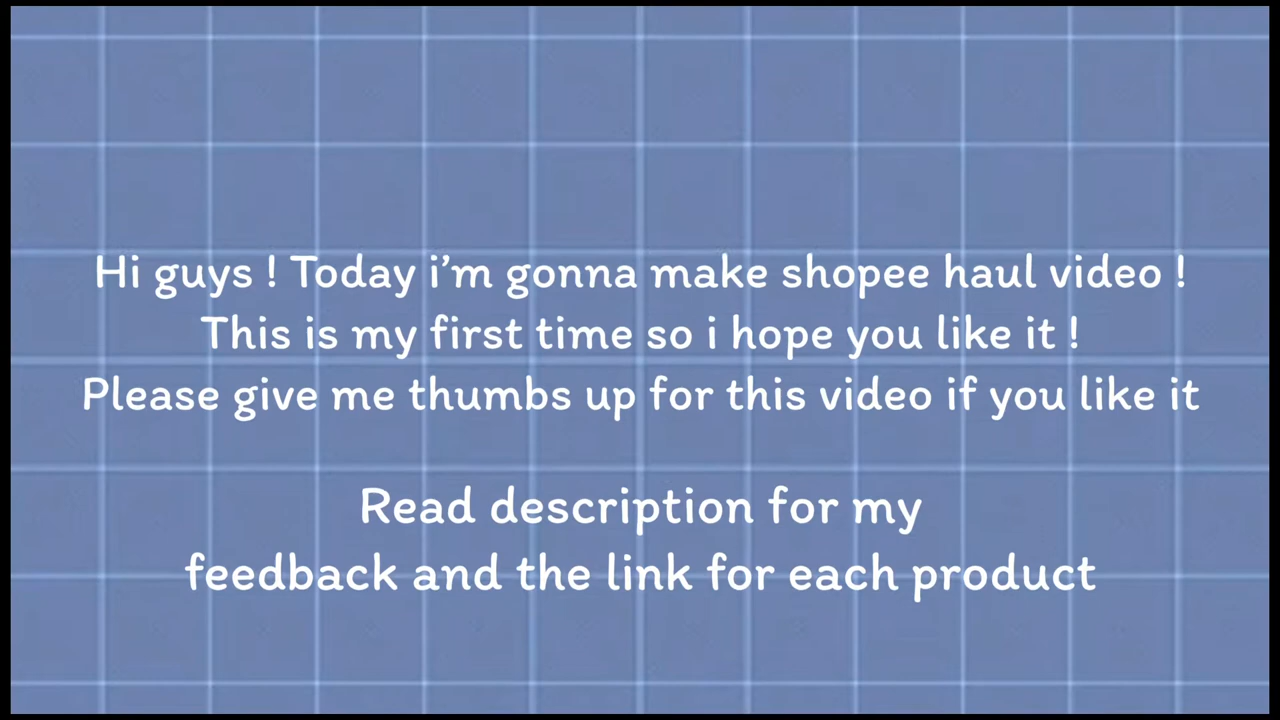 Hi guys ! Today i’m gonna make shopee haul video !
This is my first time so i hope you like it !
Please give me thumbs up for this video if you like it
Read description for my
feedback and the link for each product